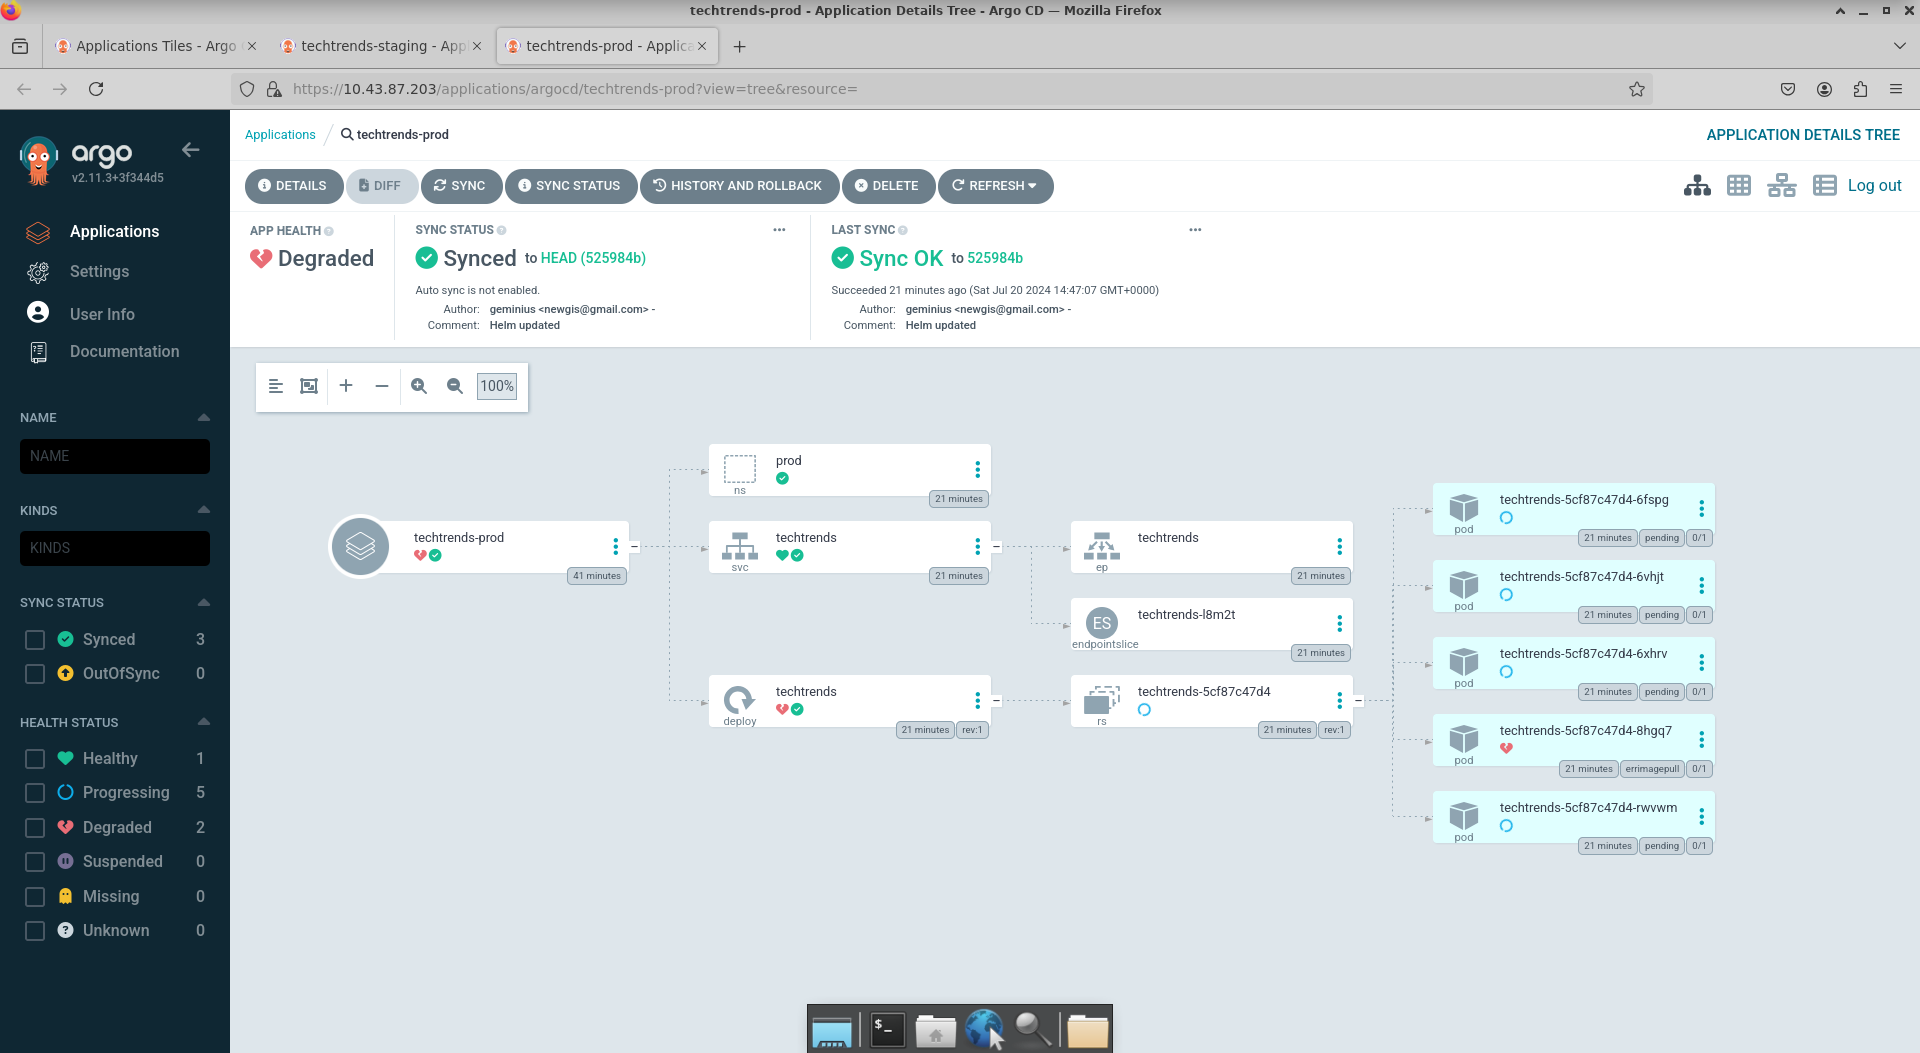 techtrends-prod - Application Details Tree - Argo CD — Mozilla Firefox
Applications Tiles - Argo
techtrends-staging - App
techtrends-prod - Applica
https://10.43.87.203/applications/argocd/techtrends-prod?view=tree&resource=
argo
v2.11.3+3f344d5
Applications
Settings
User Info
Documentation
NAME
NAME
KINDS
KINDS
SYNC STATUS
Synced 3
OutOfSync 0
HEALTH STATUS
Healthy 1
Progressing 5
Degraded 2
Suspended 0
Missing 0
Unknown 0
Applications / techtrends-prod
APPLICATION DETAILS TREE
DETAILS DIFF SYNC SYNC STATUS HISTORY AND ROLLBACK DELETE REFRESH
Log out
APP HEALTH
Degraded
SYNC STATUS
Synced to HEAD (525984b)
Auto sync is not enabled.
Author: geminius <newgis@gmail.com> -
Comment: Helm updated
LAST SYNC
Sync OK to 525984b
Succeeded 21 minutes ago (Sat Jul 20 2024 14:47:07 GMT+0000)
Author: geminius <newgis@gmail.com> -
Comment: Helm updated
100%
techtrends-prod
41 minutes
prod
ns
21 minutes
techtrends
svc
21 minutes
techtrends
deploy
21 minutes rev:1
techtrends
ep
21 minutes
ES
techtrends-l8m2t
endpointslice
21 minutes
techtrends-5cf87c47d4
rs
21 minutes rev:1
techtrends-5cf87c47d4-6fspg
pod
21 minutes pending 0/1
techtrends-5cf87c47d4-6vhjt
pod
21 minutes pending 0/1
techtrends-5cf87c47d4-6xhrv
pod
21 minutes pending 0/1
techtrends-5cf87c47d4-8hgq7
pod
21 minutes errimagepull 0/1
techtrends-5cf87c47d4-rwvwm
pod
21 minutes pending 0/1
$_